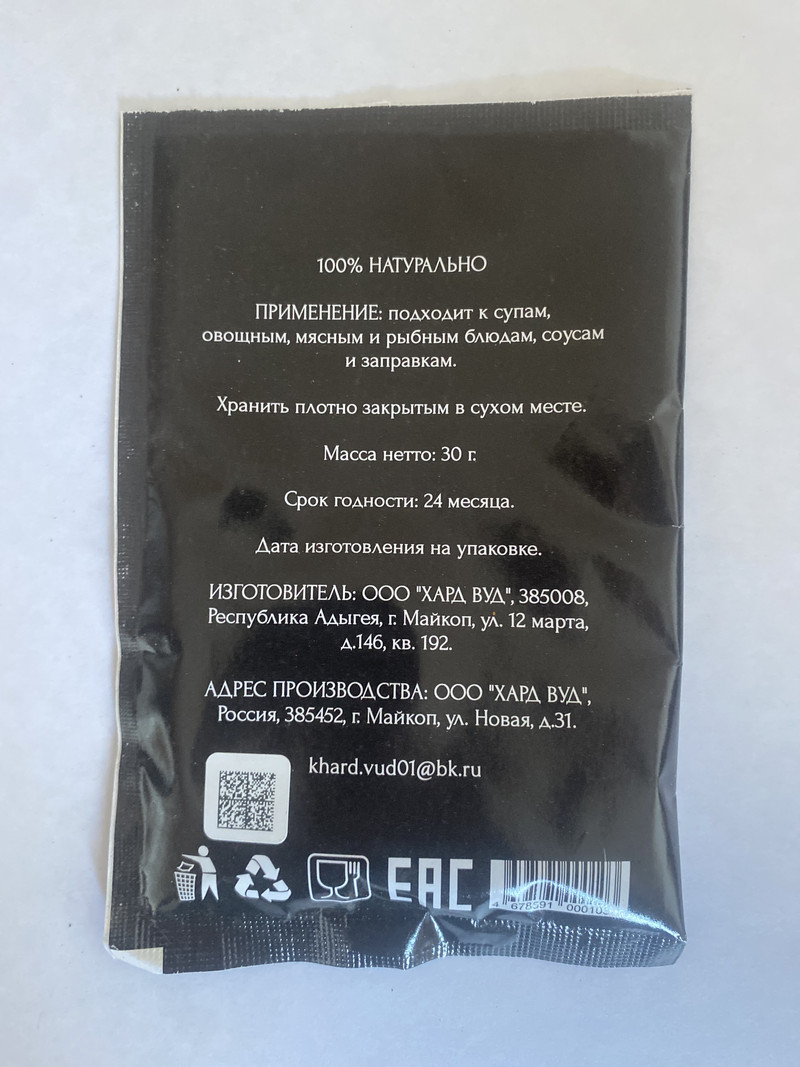 100% НАТУРАЛЬНО
ПРИМЕНЕНИЕ: подходит к супам,
овощным, мясным и рыбным блюдам, соусам
и заправкам.
Хранить плотно закрытым в сухом месте.
Масса нетто: 30 г.
Срок годности: 24 месяца.
Дата изготовления на упаковке.
ИЗГОТОВИТЕЛЬ: ООО "ХАРД ВУД", 385008,
Республика Адыгея, г. Майкоп, ул. 12 марта,
д.146, кв. 192.
АДРЕС ПРОИЗВОДСТВА: ООО "ХАРД ВУД",
Россия, 385452, г. Майкоп, ул. Новая, д.31.
khard.vud01@bk.ru
EAC
4 678591